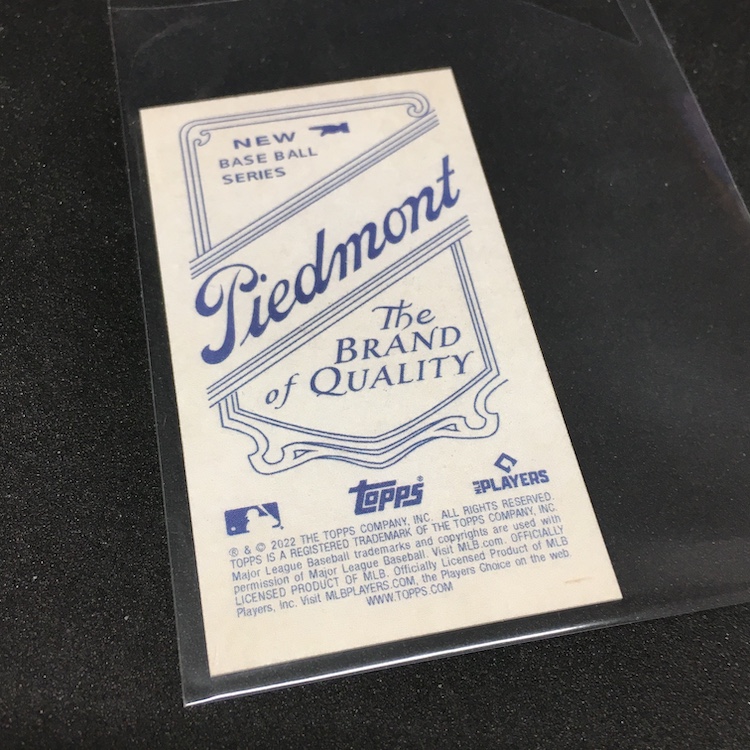 NEW
BASE BALL
SERIES
Piedmont
The
BRAND
of QUALITY
topps®
MLB PLAYERS
® & © 2022 THE TOPPS COMPANY, INC. ALL RIGHTS RESERVED.
TOPPS IS A REGISTERED TRADEMARK OF THE TOPPS COMPANY, INC.
Major League Baseball trademarks and copyrights are used with
permission of Major League Baseball. Visit MLB.com. OFFICIALLY
LICENSED PRODUCT OF MLB. Officially Licensed Product of MLB
Players, Inc. Visit MLBPLAYERS.COM, the Players Choice on the web.
WWW.TOPPS.COM